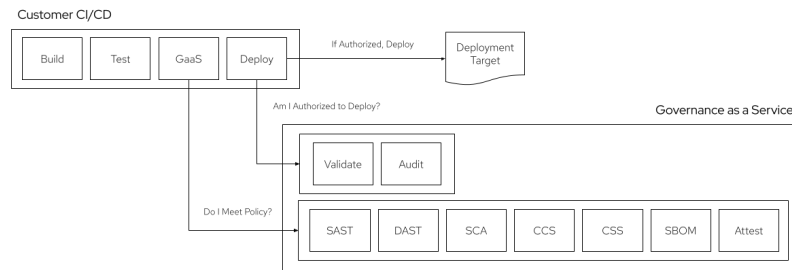 Customer CI/CD
Build
Test
GaaS
Deploy
If Authorized, Deploy
Deployment
Target
Am I Authorized to Deploy?
Governance as a Service
Validate
Audit
Do I Meet Policy?
SAST
DAST
SCA
CCS
CSS
SBOM
Attest